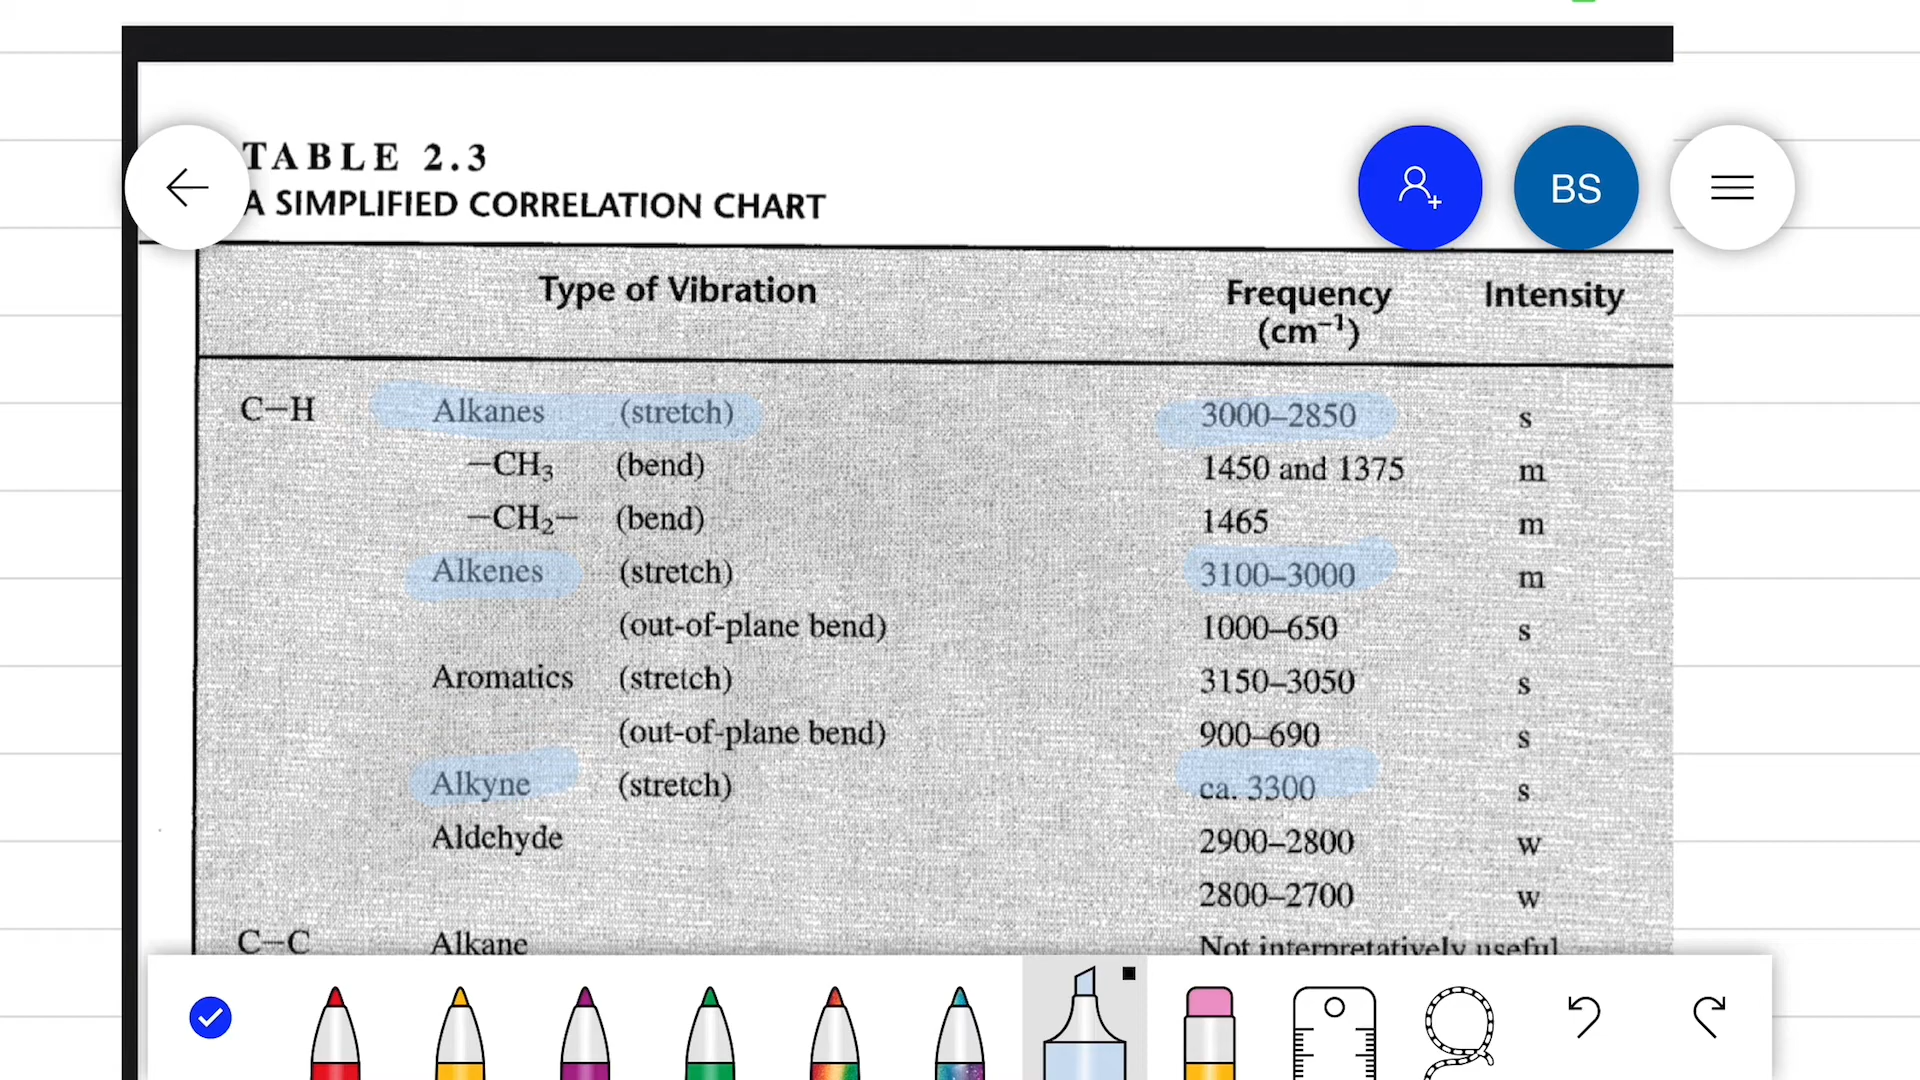 TABLE 2.3
A SIMPLIFIED CORRELATION CHART
BS
Type of Vibration Frequency (cm⁻¹) Intensity
C–H Alkanes (stretch) 3000–2850 s
–CH₃ (bend) 1450 and 1375 m
–CH₂– (bend) 1465 m
Alkenes (stretch) 3100–3000 m
(out-of-plane bend) 1000–650 s
Aromatics (stretch) 3150–3050 s
(out-of-plane bend) 900–690 s
Alkyne (stretch) ca. 3300 s
Aldehyde 2900–2800 w
2800–2700 w
C–C Alkane Not interpretatively useful